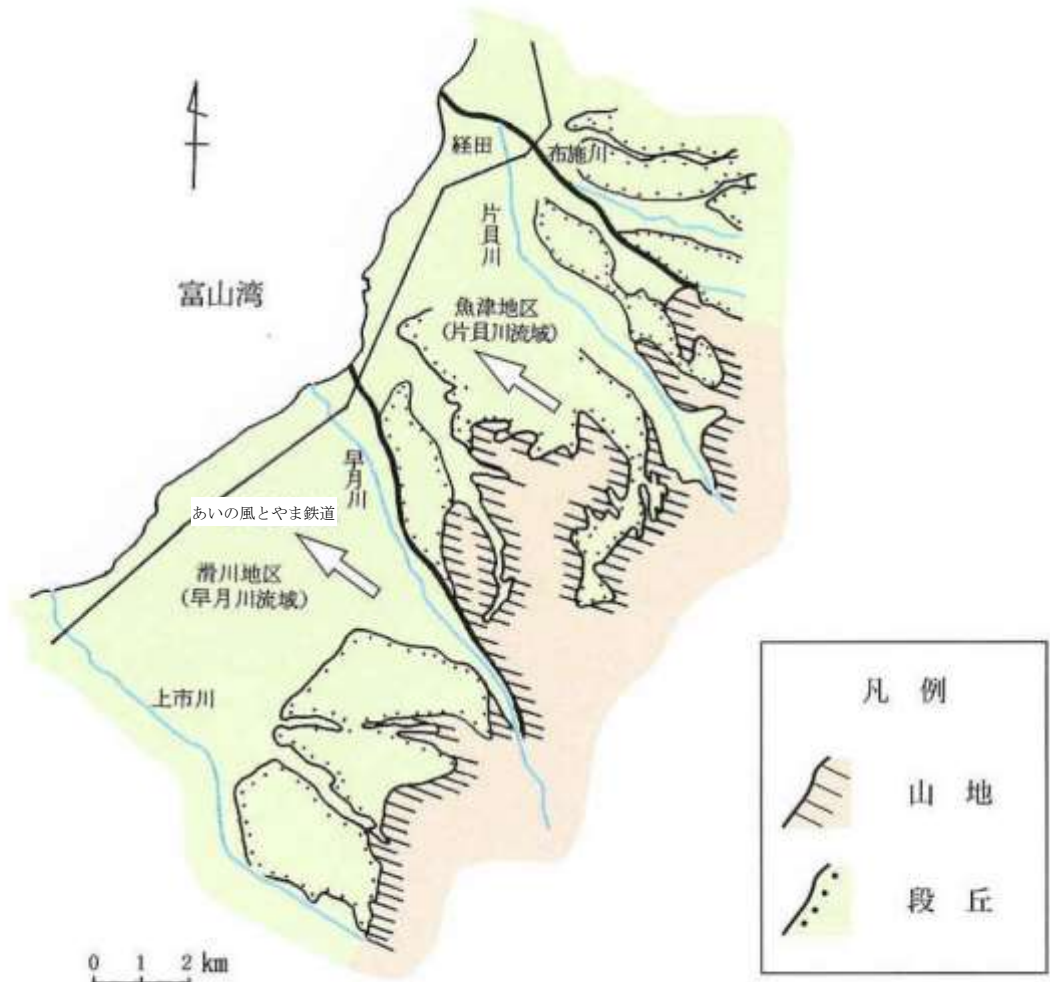 経田
布施川
片貝川
富山湾
魚津地区
(片貝川流域)
早月川
あいの風とやま鉄道
滑川地区
(早月川流域)
上市川
凡例
山地
段丘
0 1 2 km